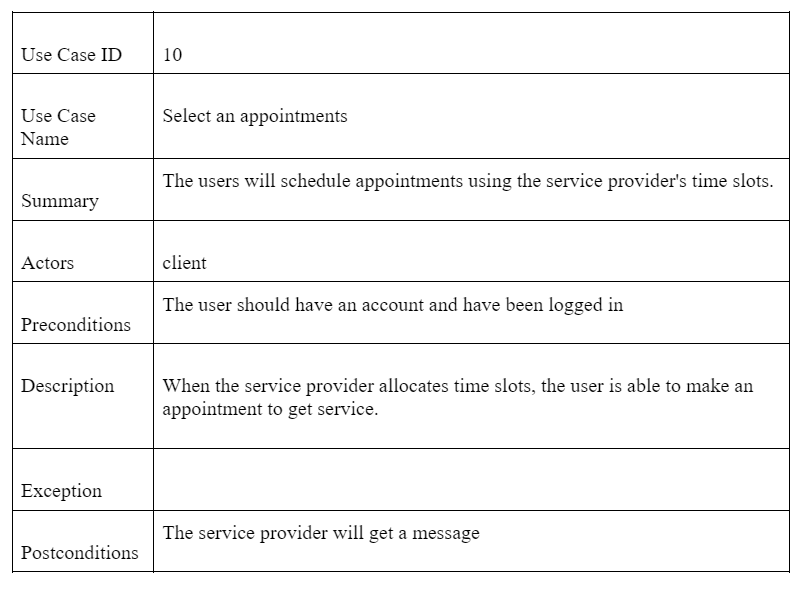 Use Case ID
10
Use Case
Name
Select an appointments
Summary
The users will schedule appointments using the service provider's time slots.
Actors
client
Preconditions
The user should have an account and have been logged in
Description
When the service provider allocates time slots, the user is able to make an
appointment to get service.
Exception
Postconditions
The service provider will get a message